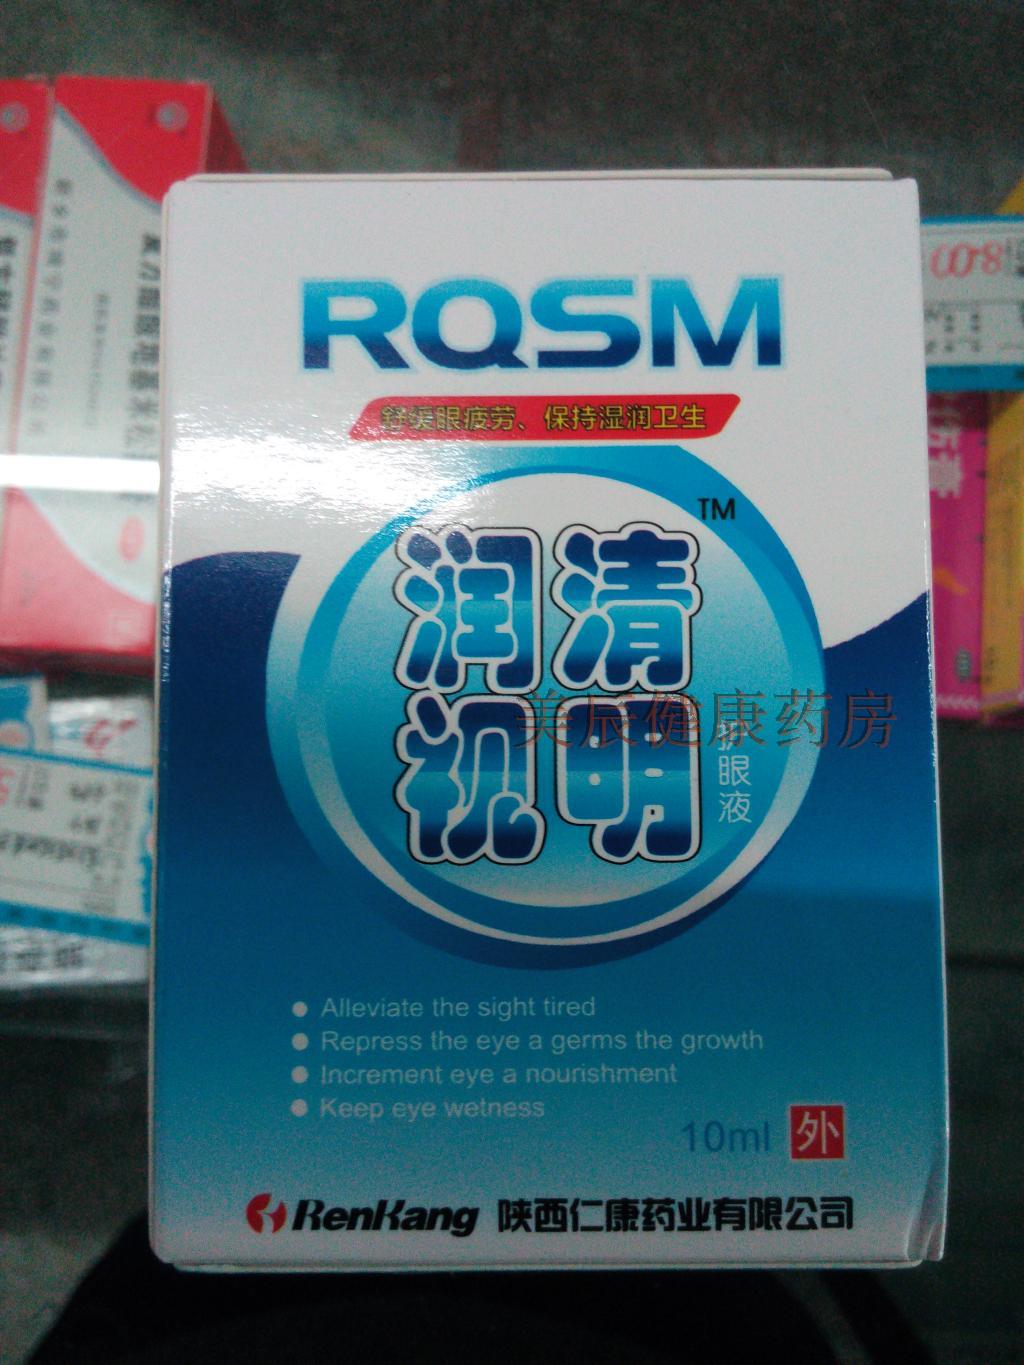 RQSM
舒缓眼疲劳、保持湿润卫生
TM
润清
视明
护眼液
美辰健康药房
Alleviate the sight tired
Repress the eye a germs the growth
Increment eye a nourishment
Keep eye wetness
10ml 外
RenKang 陕西仁康药业有限公司